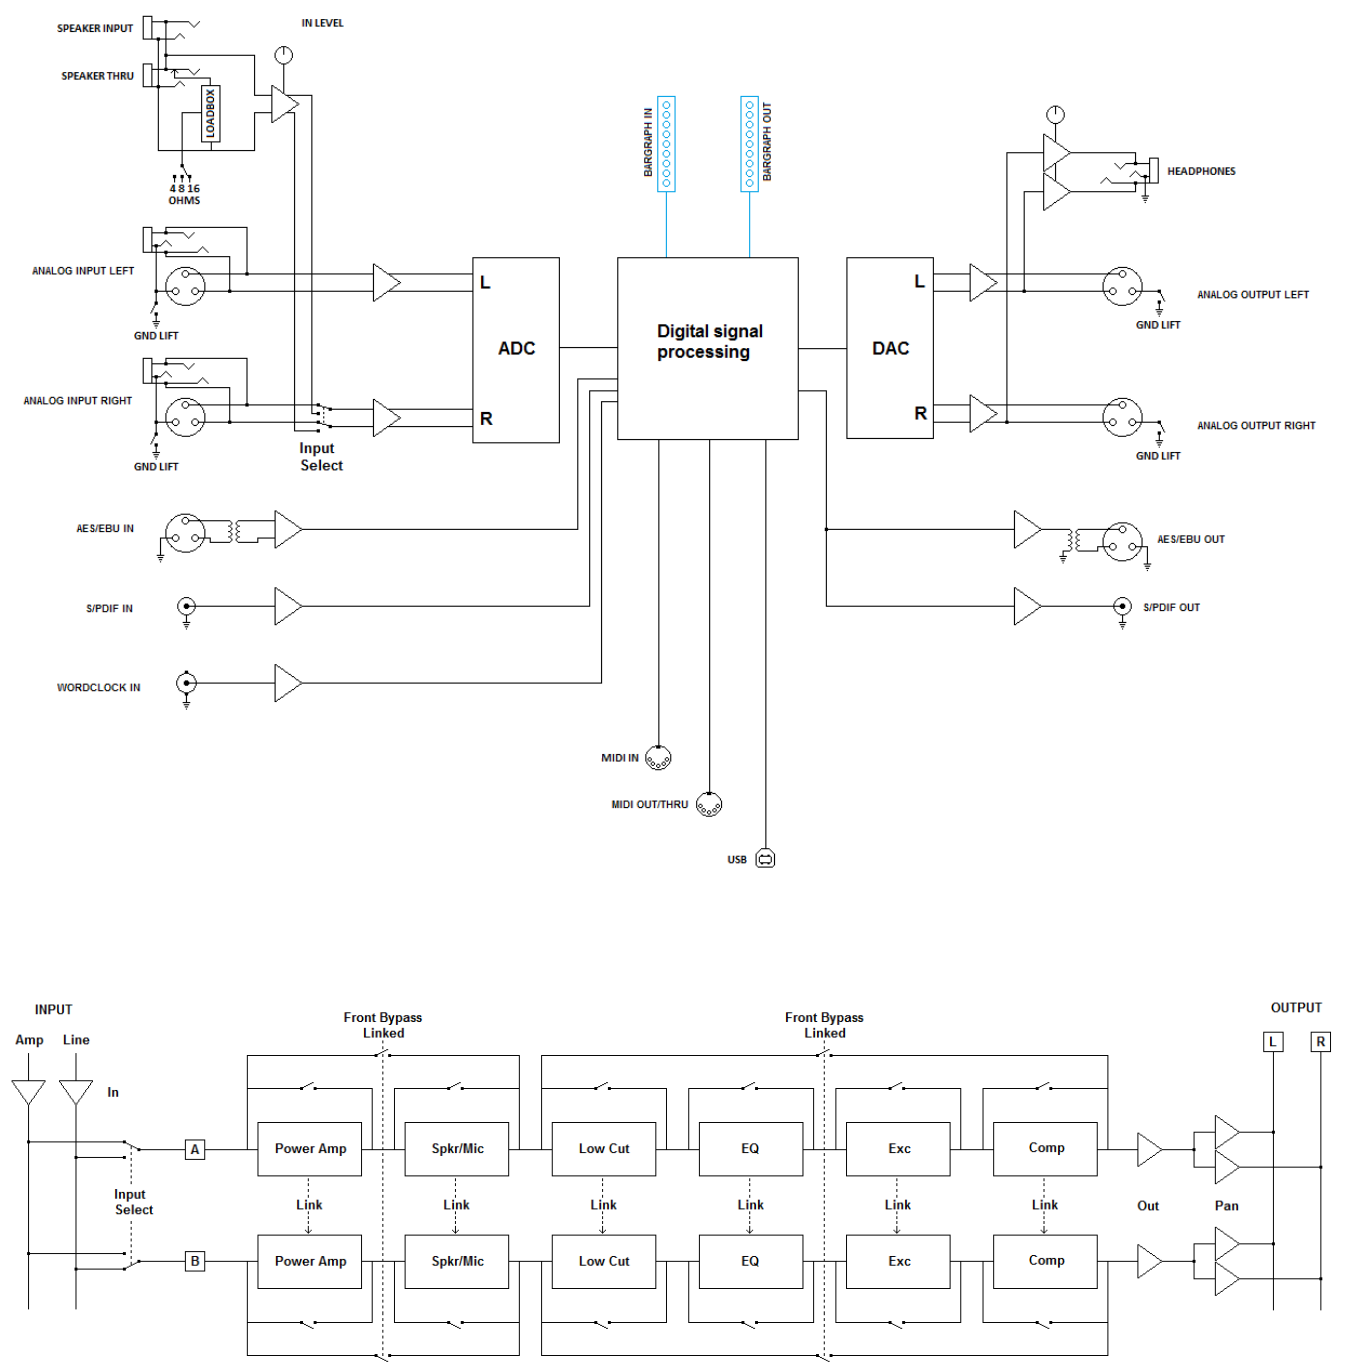 SPEAKER INPUT
IN LEVEL
SPEAKER THRU
LOADBOX
4 8 16
OHMS
BARGRAPH IN
BARGRAPH OUT
HEADPHONES
ANALOG INPUT LEFT
GND LIFT
L
ADC
R
Digital signal
processing
L
DAC
R
ANALOG OUTPUT LEFT
GND LIFT
ANALOG INPUT RIGHT
GND LIFT
Input
Select
ANALOG OUTPUT RIGHT
GND LIFT
AES/EBU IN
AES/EBU OUT
S/PDIF IN
S/PDIF OUT
WORDCLOCK IN
MIDI IN
MIDI OUT/THRU
USB
INPUT
Amp
Line
In
Front Bypass
Linked
Front Bypass
Linked
OUTPUT
L
R
A
Power Amp
Spkr/Mic
Low Cut
EQ
Exc
Comp
Input
Select
Link
Link
Link
Link
Link
Link
Out
Pan
B
Power Amp
Spkr/Mic
Low Cut
EQ
Exc
Comp